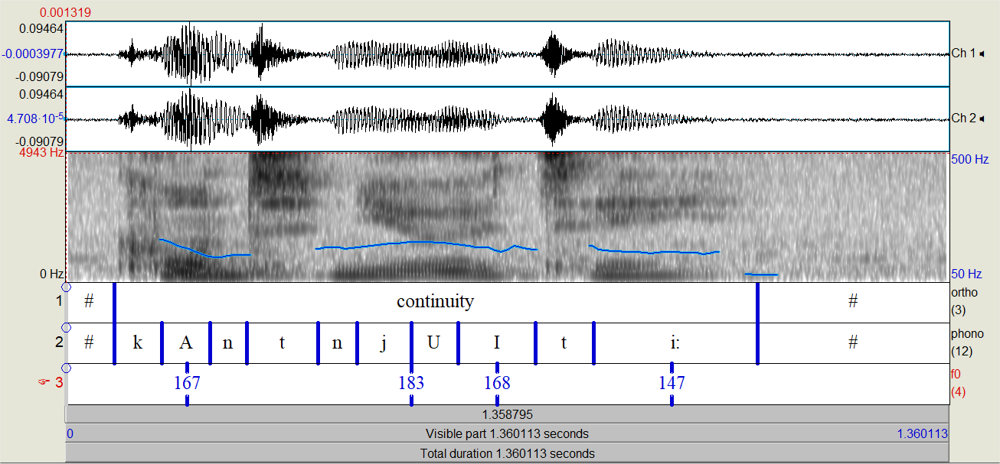 0.001319
0.09464
-0.0003977
-0.09079
Ch 1
0.09464
4.708·10-5
-0.09079
Ch 2
4943 Hz
500 Hz
0 Hz
50 Hz
1 # continuity # ortho (3)
2 # k A n t n j U I t i: # phono (12)
3 167 183 168 147 f0 (4)
1.358795
0 Visible part 1.360113 seconds 1.360113
Total duration 1.360113 seconds